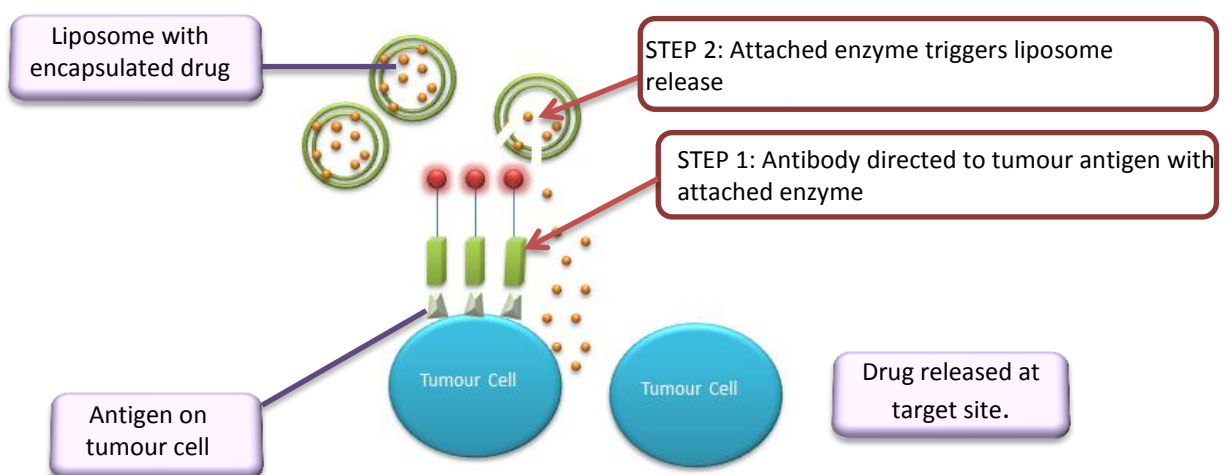 Liposome with
encapsulated drug
STEP 2: Attached enzyme triggers liposome
release
STEP 1: Antibody directed to tumour antigen with
attached enzyme
Tumour Cell
Tumour Cell
Drug released at
target site.
Antigen on
tumour cell